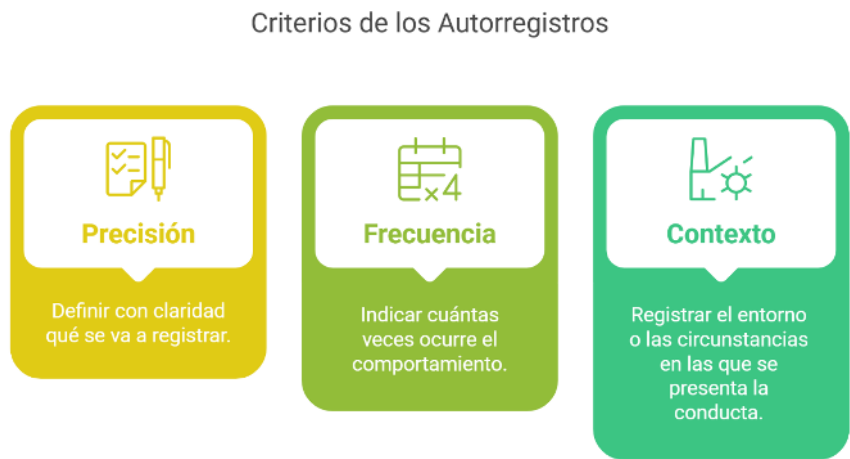 Criterios de los Autorregistros
Precisión
Definir con claridad
qué se va a registrar.
×4
Frecuencia
Indicar cuántas
veces ocurre el
comportamiento.
Contexto
Registrar el entorno
o las circunstancias
en las que se
presenta la
conducta.